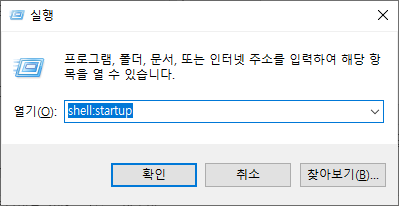 실행
프로그램, 폴더, 문서, 또는 인터넷 주소를 입력하여 해당 항
목을 열 수 있습니다.
열기(O): shell:startup
확인 취소 찾아보기(B)...